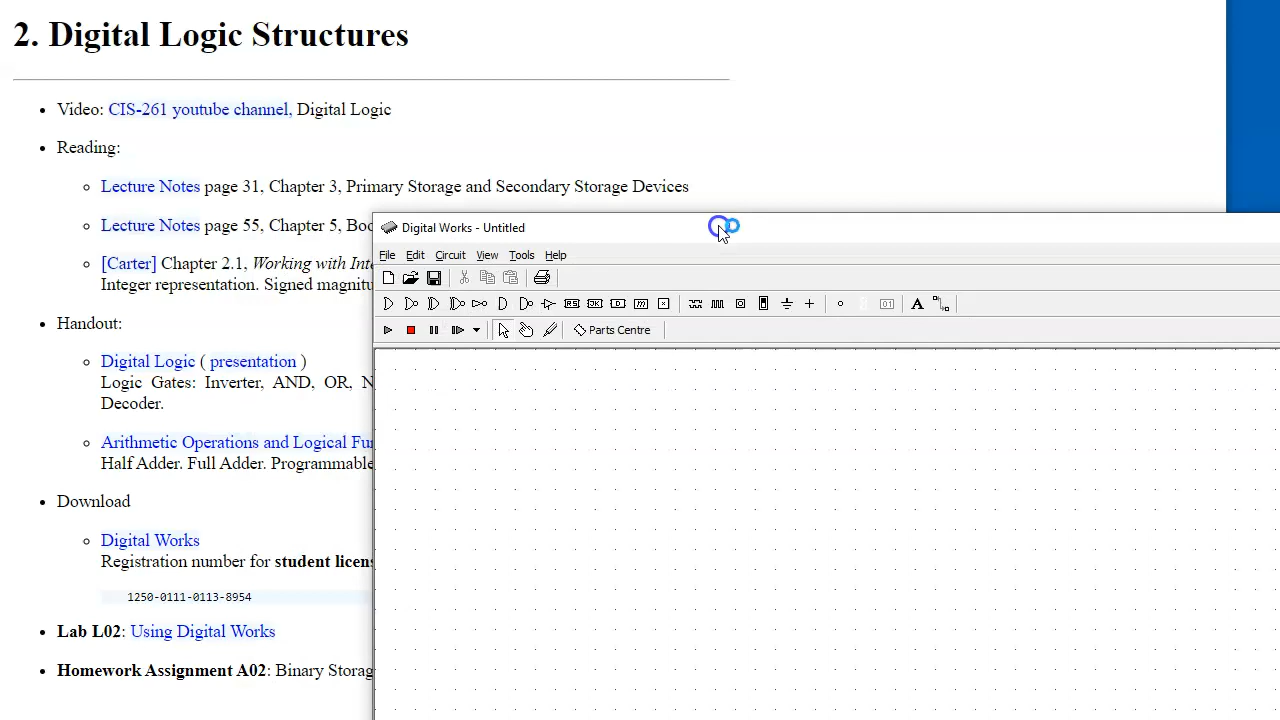 2. Digital Logic Structures
Video: CIS-261 youtube channel, Digital Logic
Reading:
Lecture Notes page 31, Chapter 3, Primary Storage and Secondary Storage Devices
Lecture Notes page 55, Chapter 5, Boo
[Carter] Chapter 2.1, Working with Inte
Integer representation. Signed magnitu
Handout:
Digital Logic ( presentation )
Logic Gates: Inverter, AND, OR, N
Decoder.
Arithmetic Operations and Logical Fu
Half Adder. Full Adder. Programmable
Download
Digital Works
Registration number for student licens
1250-0111-0113-8954
Lab L02: Using Digital Works
Homework Assignment A02: Binary Storag
Digital Works - Untitled
File Edit Circuit View Tools Help
RS JK D m x 01 A
Parts Centre